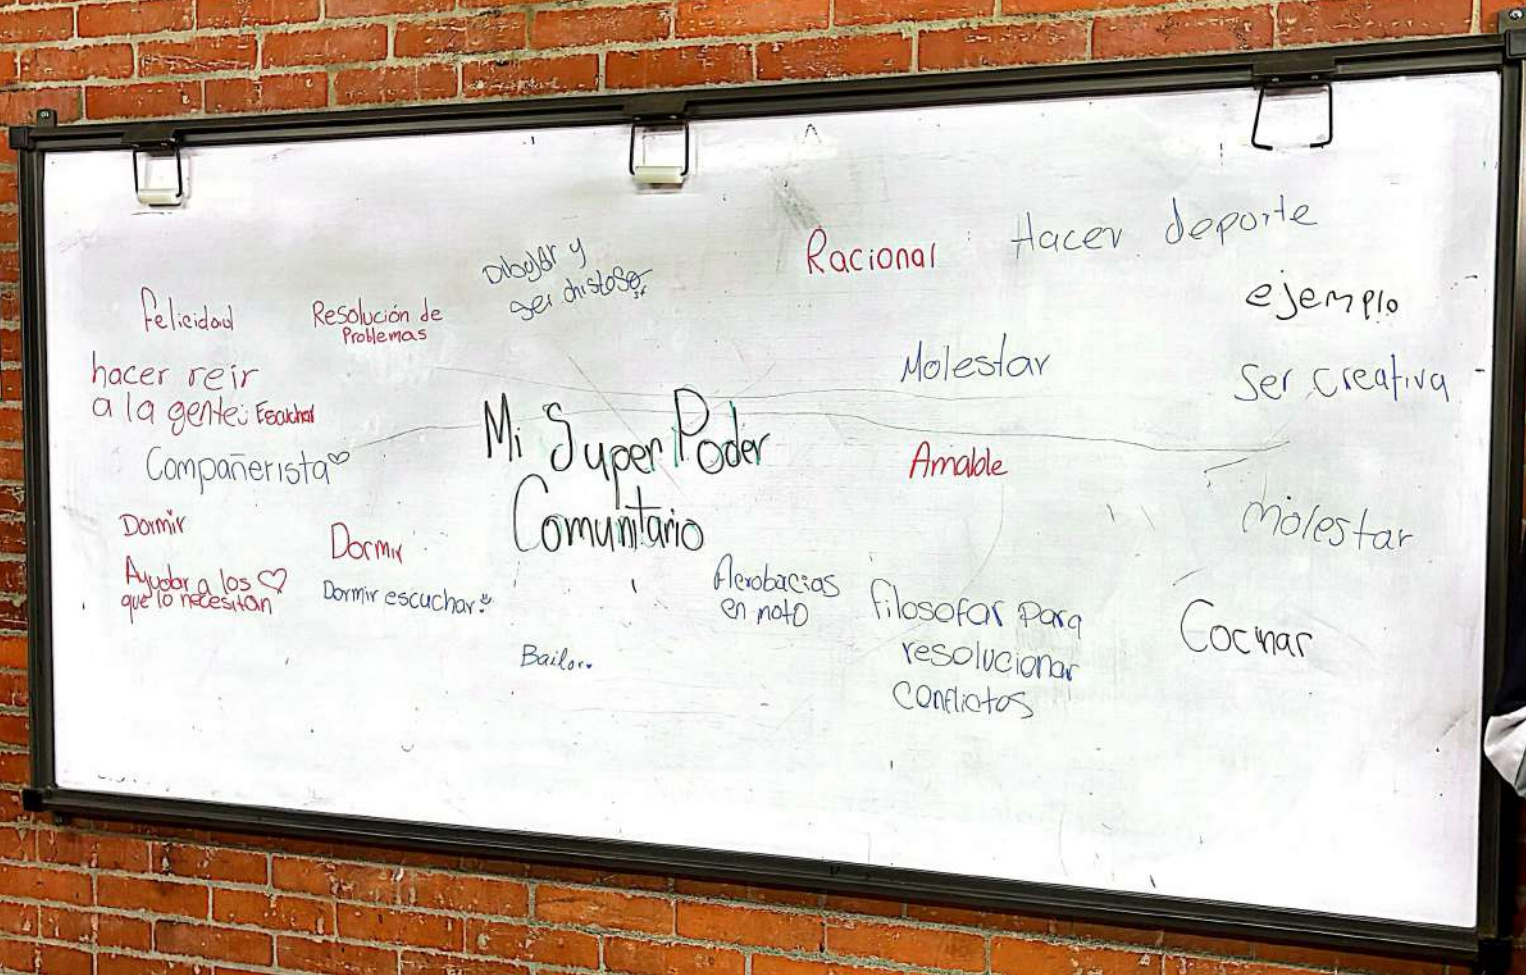 Dibujar y
ser chistoso
Racional
Hacer deporte
ejemplo
felicidad
Resolución de
Problemas
hacer reir
a la gente; Escuchar
Compañerista
Molestar
Ser creativa
Mi Super Poder
Comunitario
Amable
Dormir
Ayudar a los
que lo necesitan
Dormir
Dormir escuchar
Bailar
Acrobacias
en moto
filosofar para
resolucionar
conflictos
molestar
Cocinar